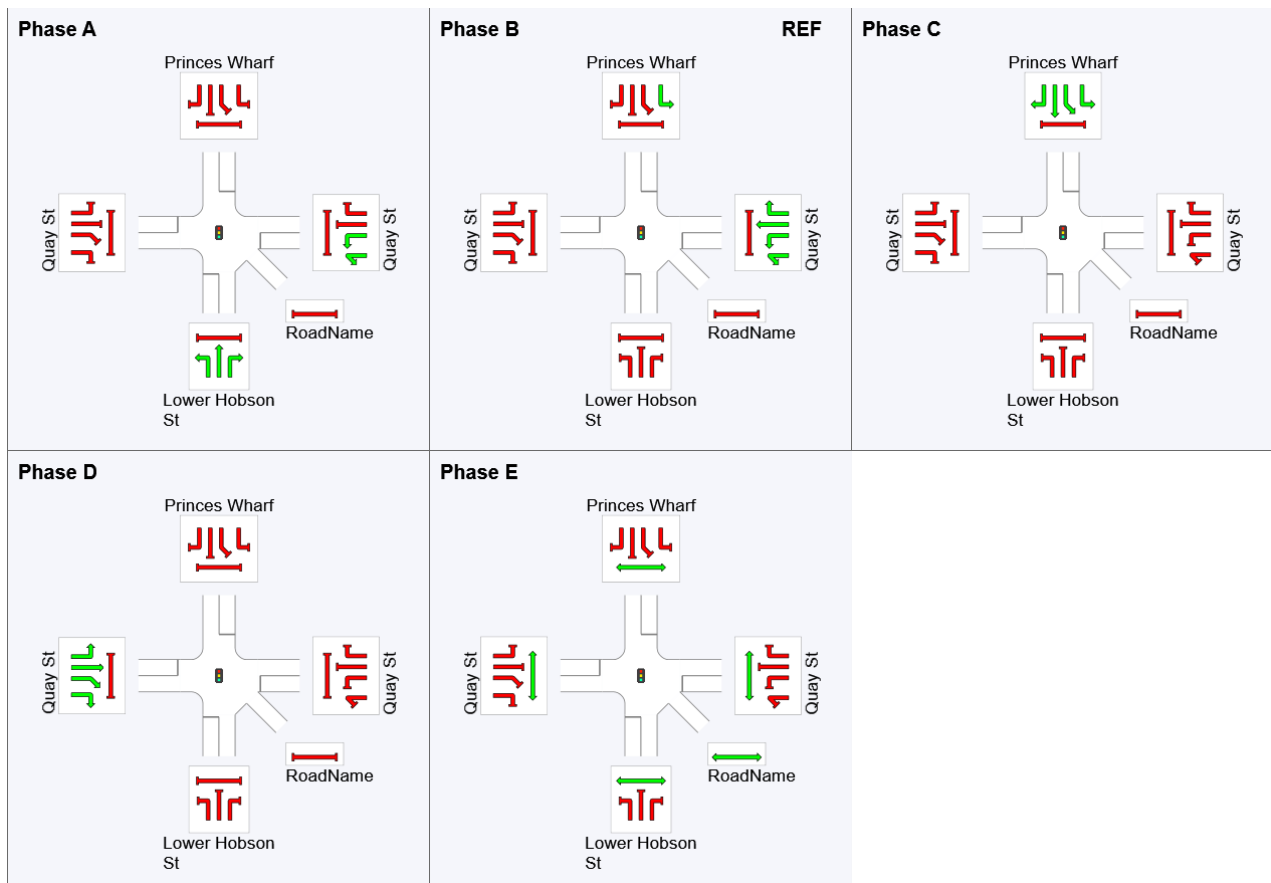 Phase A
Princes Wharf
Quay St
Quay St
RoadName
Lower Hobson
St
Phase B
REF
Princes Wharf
Quay St
Quay St
RoadName
Lower Hobson
St
Phase C
Princes Wharf
Quay St
Quay St
RoadName
Lower Hobson
St
Phase D
Princes Wharf
Quay St
Quay St
RoadName
Lower Hobson
St
Phase E
Princes Wharf
Quay St
Quay St
RoadName
Lower Hobson
St